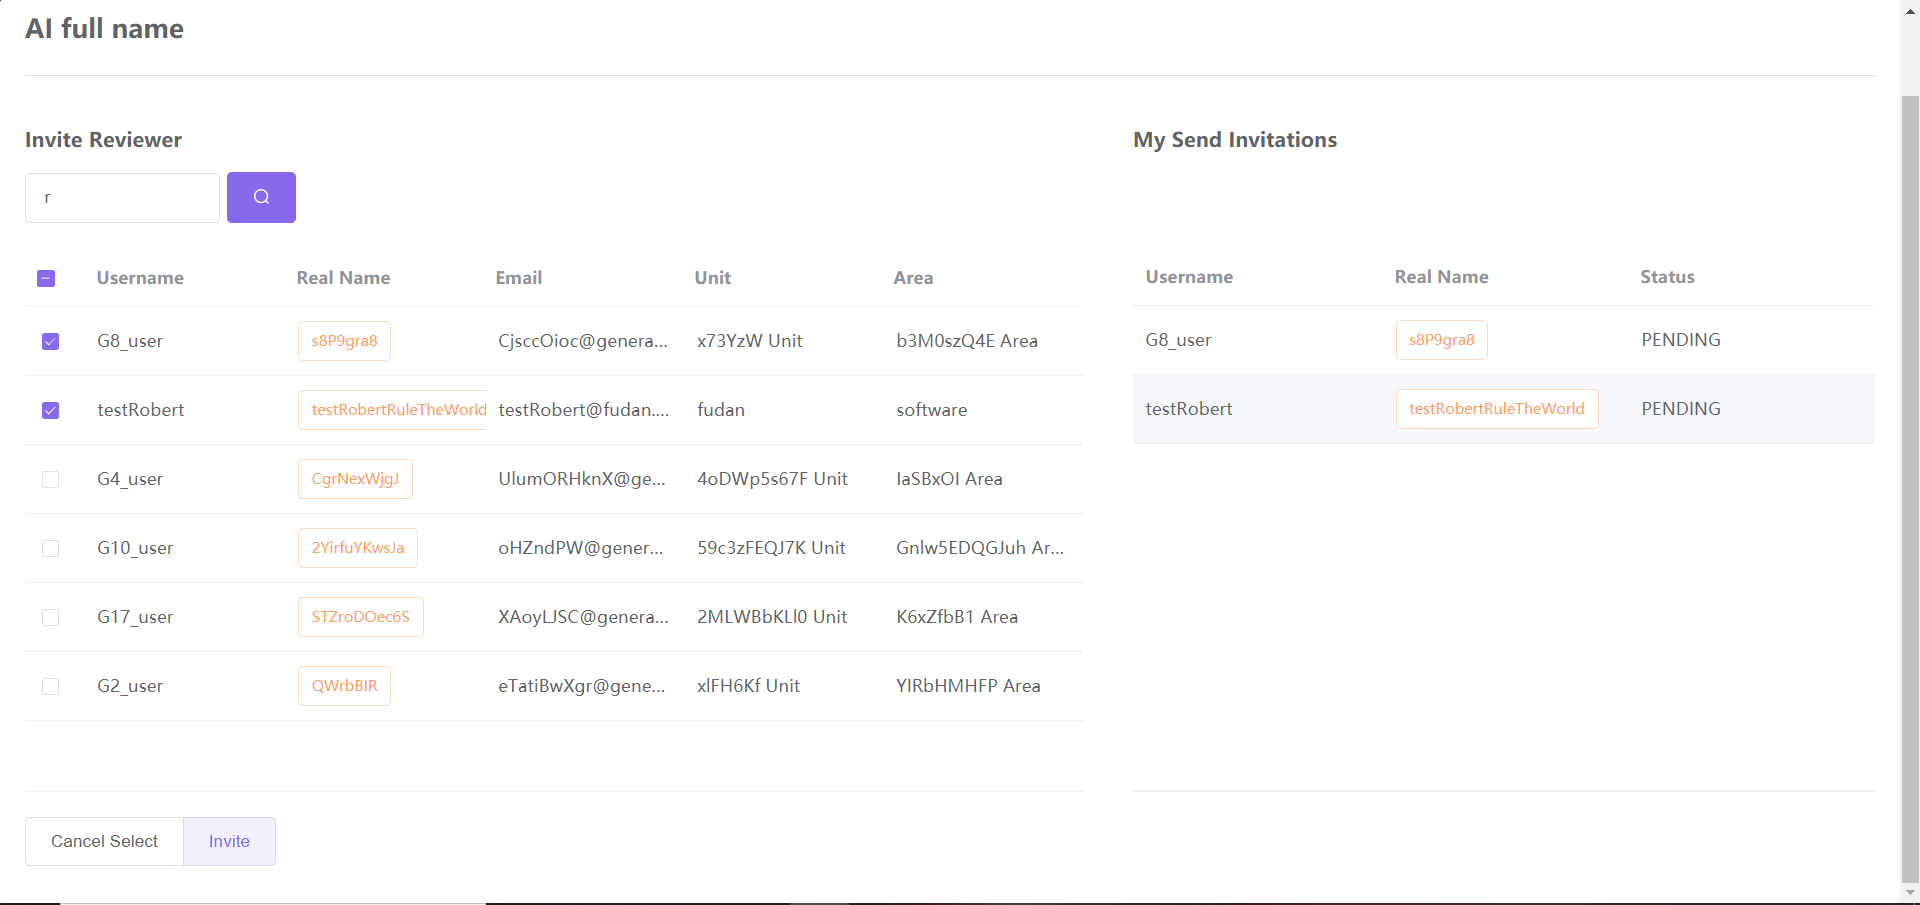 AI full name
Invite Reviewer
r
Username Real Name Email Unit Area
G8_user s8P9gra8 CjsccOioc@genera... x73YzW Unit b3M0szQ4E Area
testRobert testRobertRuleTheWorld testRobert@fudan.... fudan software
G4_user CgrNexWjgJ UlumORHknX@ge... 4oDWp5s67F Unit IaSBxOI Area
G10_user 2YirfuYKwsJa oHZndPW@gener... 59c3zFEQJ7K Unit Gnlw5EDQGJuh Ar...
G17_user STZroDOec6S XAoyLJSC@genera... 2MLWBbKLl0 Unit K6xZfbB1 Area
G2_user QWrbBIR eTatiBwXgr@gene... xlFH6Kf Unit YIRbHMHFP Area
Cancel Select Invite
My Send Invitations
Username Real Name Status
G8_user s8P9gra8 PENDING
testRobert testRobertRuleTheWorld PENDING